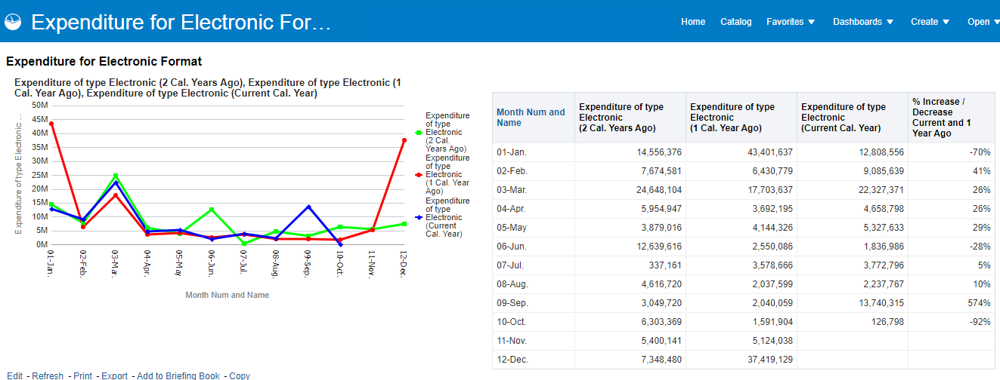 Expenditure for Electronic For...
Home Catalog Favorites Dashboards Create Open
Expenditure for Electronic Format
Expenditure of type Electronic (2 Cal. Years Ago), Expenditure of type Electronic (1
Cal. Year Ago), Expenditure of type Electronic (Current Cal. Year)
Expenditure of type Electronic ...
50M
45M
40M
35M
30M
25M
20M
15M
10M
5M
0M
01-Jan.
02-Feb.
03-Mar.
04-Apr.
05-May
06-Jun.
07-Jul.
08-Aug.
09-Sep.
10-Oct.
11-Nov.
12-Dec.
Month Num and Name
Expenditure
of type
Electronic
(2 Cal.
Years Ago)
Expenditure
of type
Electronic
(1 Cal. Year
Ago)
Expenditure
of type
Electronic
(Current
Cal. Year)
Month Num and
Name
Expenditure of type
Electronic
(2 Cal. Years Ago)
Expenditure of type
Electronic
(1 Cal. Year Ago)
Expenditure of type
Electronic
(Current Cal. Year)
% Increase /
Decrease
Current and 1
Year Ago
01-Jan. 14,556,376 43,401,637 12,808,556 -70%
02-Feb. 7,674,581 6,430,779 9,085,639 41%
03-Mar. 24,648,104 17,703,637 22,327,371 26%
04-Apr. 5,954,947 3,692,195 4,658,798 26%
05-May 3,879,016 4,144,326 5,327,633 29%
06-Jun. 12,639,616 2,550,086 1,836,986 -28%
07-Jul. 337,161 3,578,666 3,772,796 5%
08-Aug. 4,616,720 2,037,599 2,237,767 10%
09-Sep. 3,049,720 2,040,059 13,740,315 574%
10-Oct. 6,303,369 1,591,904 126,798 -92%
11-Nov. 5,400,141 5,124,038
12-Dec. 7,348,480 37,419,129
Edit - Refresh - Print - Export - Add to Briefing Book - Copy